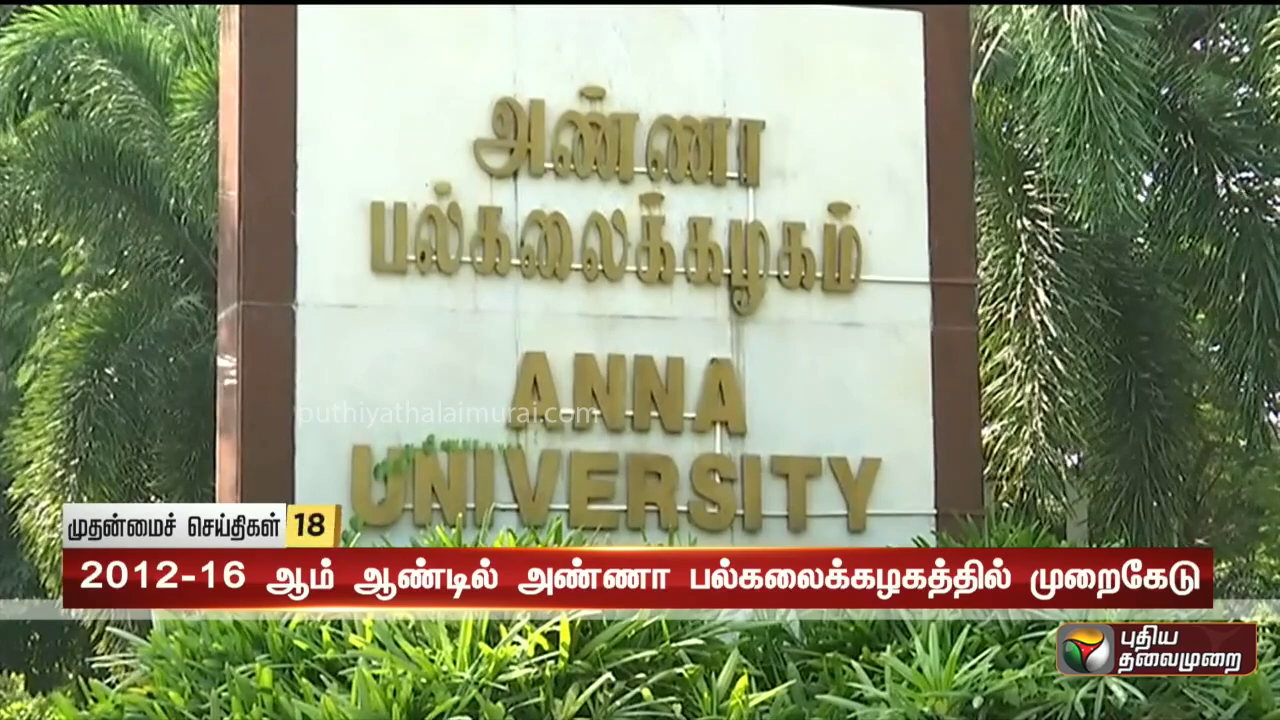 அண்ணா
பல்கலைக்கழகம்
ANNA
puthiyathalaimurai.com
UNIVERSITY
முதன்மைச் செய்திகள் 18
2012-16 ஆம் ஆண்டில் அண்ணா பல்கலைக்கழகத்தில் முறைகேடு
புதிய
தலைமுறை